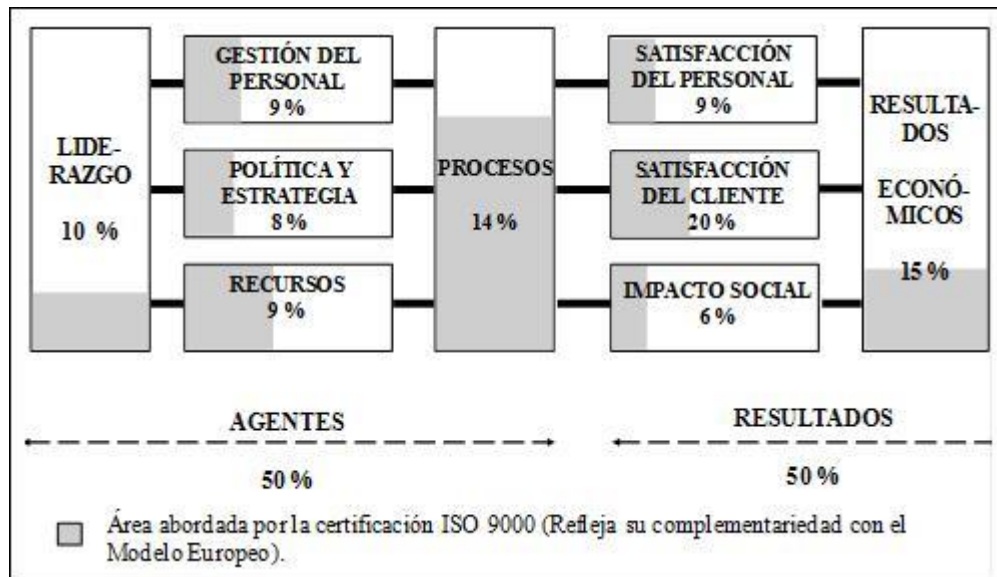 LIDE-
RAZGO
10 %
GESTIÓN DEL
PERSONAL
9 %
POLÍTICA Y
ESTRATEGIA
8 %
RECURSOS
9 %
PROCESOS
14 %
SATISFACCIÓN
DEL PERSONAL
9 %
SATISFACCIÓN
DEL CLIENTE
20 %
IMPACTO SOCIAL
6 %
RESULTA-
DOS
ECONÓ-
MICOS
15 %
AGENTES
50 %
RESULTADOS
50 %
Área abordada por la certificación ISO 9000 (Refleja su complementariedad con el
Modelo Europeo).